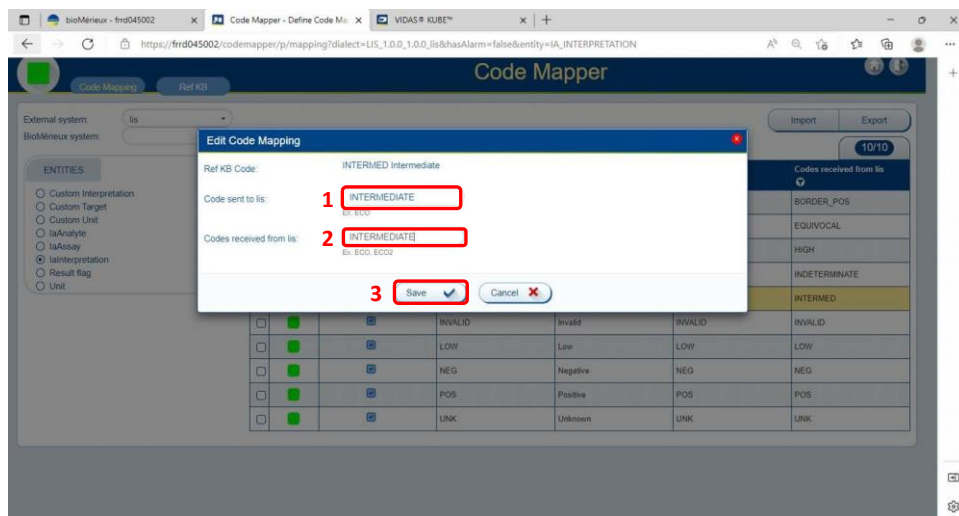 bioMérieux - frrd045002
Code Mapper - Define Code Ma
VIDAS® KUBE™
https://frrd045002/codemapper/p/mapping?dialect=LIS_1.0.0_1.0.0_lis&hasAlarm=false&entity=IA_INTERPRETATION
Code Mapper
Code Mapping
Ref KB
External system:
lis
Import
Export
BioMérieux system:
10/10
Edit Code Mapping
Ref KB Code:
INTERMED Intermediate
Code sent to lis:
1
INTERMEDIATE
Ex. ECO
Codes received from lis:
2
INTERMEDIATE
Ex. ECO, ECO2
3
Save
Cancel
ENTITIES
Custom Interpretation
Custom Target
Custom Unit
IaAnalyte
IaAssay
IaInterpretation
Result flag
Unit
Codes received from lis
BORDER_POS
EQUIVOCAL
HIGH
INDETERMINATE
INTERMED
INVALID Invalid INVALID INVALID
LOW Low LOW LOW
NEG Negative NEG NEG
POS Positive POS POS
UNK Unknown UNK UNK